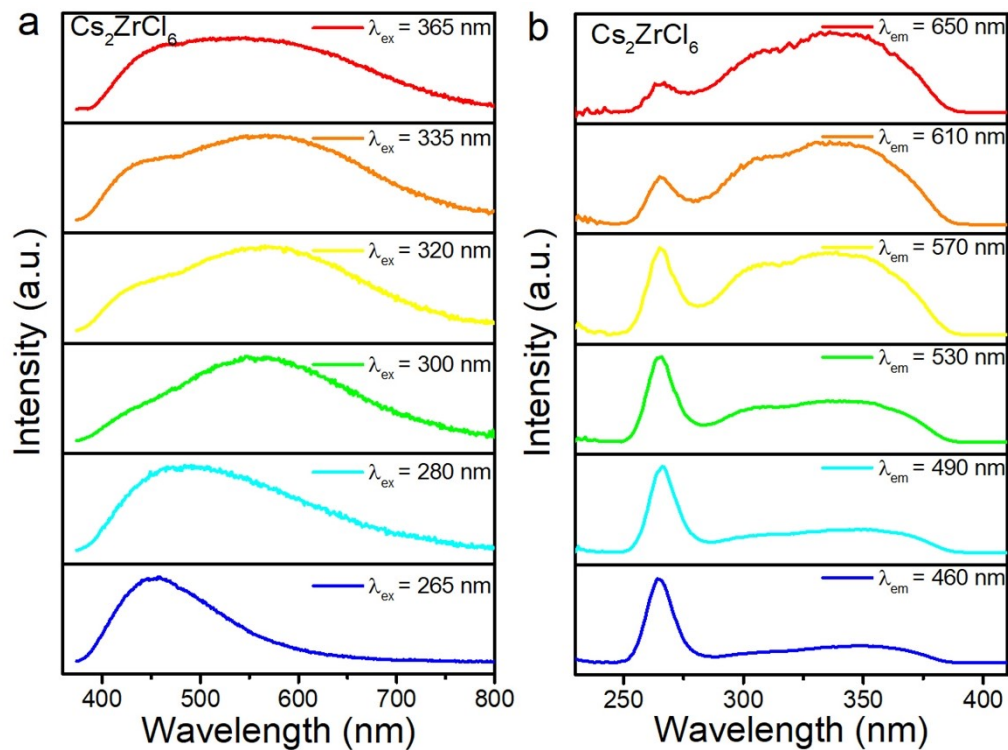 a
Cs₂ZrCl₆
λex = 365 nm
λex = 335 nm
λex = 320 nm
λex = 300 nm
λex = 280 nm
λex = 265 nm
Intensity (a.u.)
400 500 600 700 800
Wavelength (nm)
b
Cs₂ZrCl₆
λem = 650 nm
λem = 610 nm
λem = 570 nm
λem = 530 nm
λem = 490 nm
λem = 460 nm
Intensity (a.u.)
250 300 350 400
Wavelength (nm)